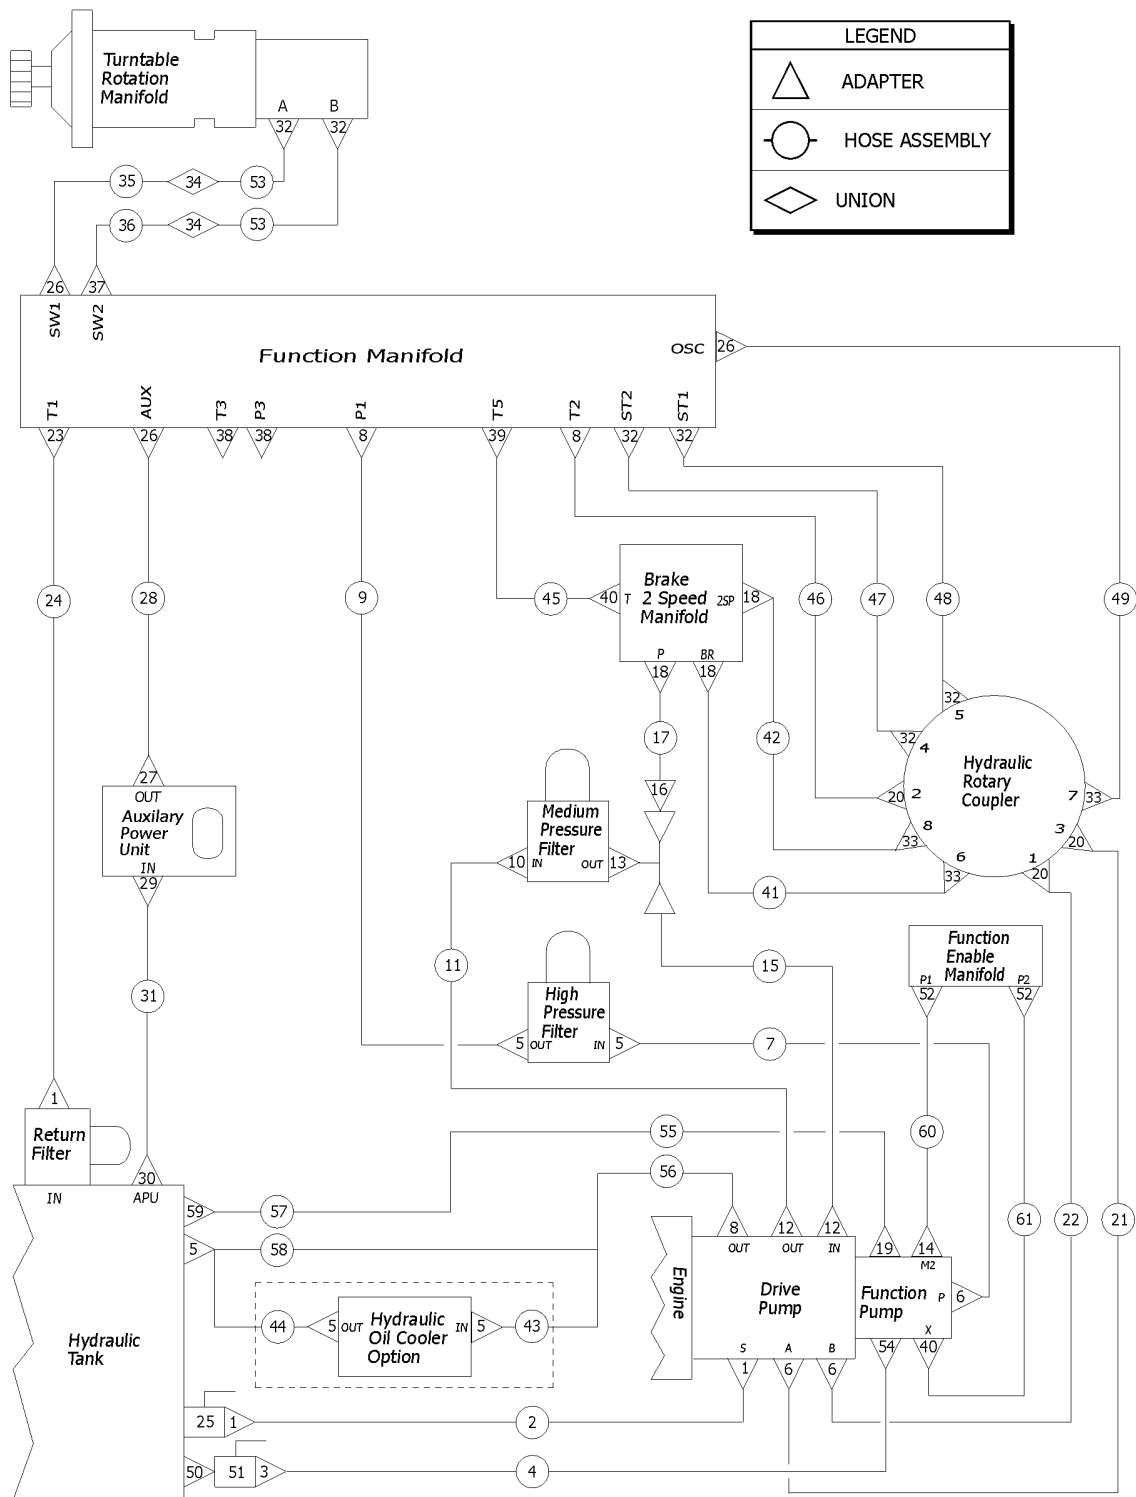 LEGEND
ADAPTER
HOSE ASSEMBLY
UNION
Turntable
Rotation
Manifold
A B
32 32
35 34 53
36 34 53
26 37
SW1 SW2
Function Manifold
OSC 26
T1 AUX T3 P3 P1 T5 T2 ST2 ST1
23 26 38 38 8 39 8 32 32
24 28 9 45 40 T
Brake
2 Speed
Manifold
2SP 18
P BR
18 18
46 47 48 49
17 42
16
32 5
32 4
20 2
33 8
33 6
20 1
20 3
33 7
Hydraulic
Rotary
Coupler
27
OUT
Auxilary
Power
Unit
IN
29
Medium
Pressure
Filter
10 IN OUT 13
41
11 15
31
High
Pressure
Filter
5 OUT IN 5
7
Function
Enable
Manifold
P1 P2
52 52
1
Return
Filter
IN
30
APU
55
56
60
61 22 21
59 57
5 58
44 5 OUT
Hydraulic
Oil Cooler
Option
IN 5 43
Hydraulic
Tank
Engine
8 12 12 19 14
OUT OUT IN M2
Drive
Pump
Function
Pump
P 6
X
S A B
1 6 6 54 40
25 1 2
50 51 3 4